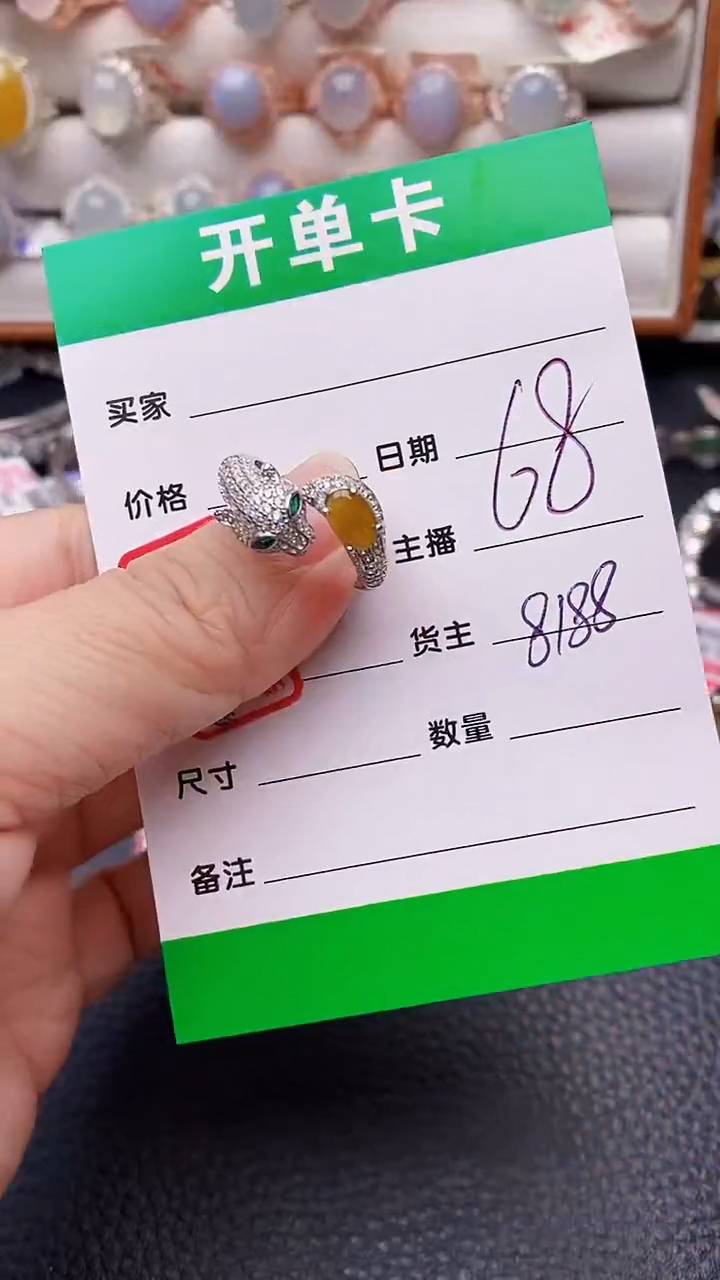 开单卡
买家
价格 日期 68
主播
货主 8188
尺寸 数量
备注